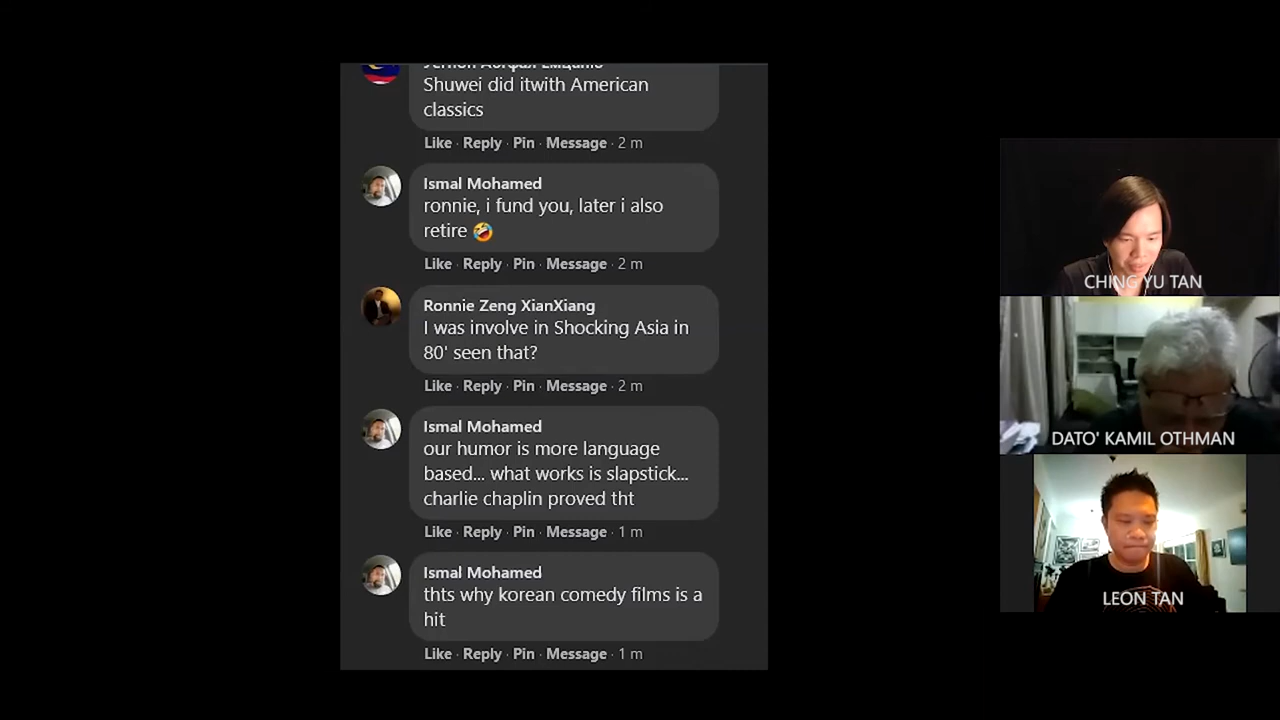 Shuwei did itwith American
classics
Like · Reply · Pin · Message · 2 m
Ismal Mohamed
ronnie, i fund you, later i also
retire 🤣
Like · Reply · Pin · Message · 2 m
Ronnie Zeng XianXiang
I was involve in Shocking Asia in
80' seen that?
Like · Reply · Pin · Message · 2 m
Ismal Mohamed
our humor is more language
based... what works is slapstick...
charlie chaplin proved tht
Like · Reply · Pin · Message · 1 m
Ismal Mohamed
thts why korean comedy films is a
hit
Like · Reply · Pin · Message · 1 m
CHING YU TAN
DATO' KAMIL OTHMAN
LEON TAN